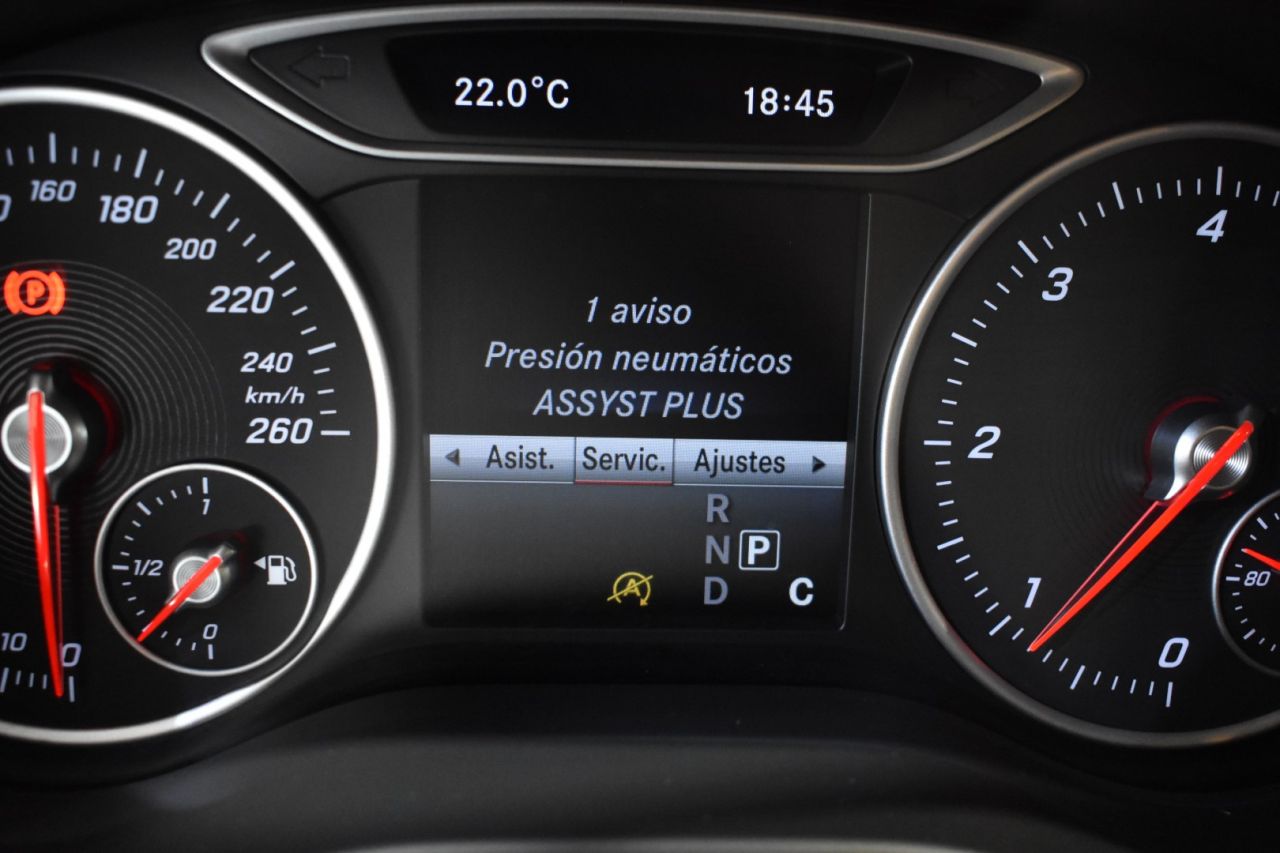 22.0°C 18:45
160
180
200
220
240
km/h
260
P
1
1/2
0
10
0
1 aviso
Presión neumáticos
ASSYST PLUS
Asist. Servic. Ajustes
R
N P
D C
A
4
3
2
1
0
80